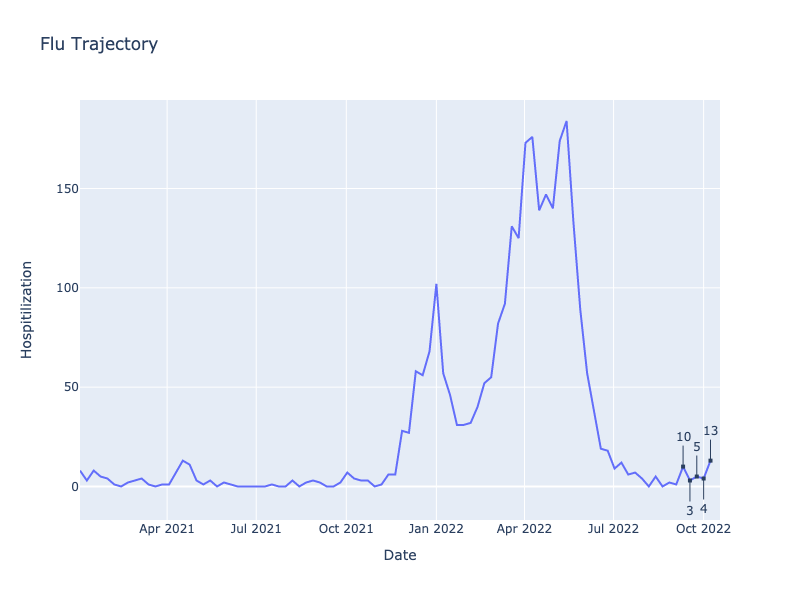 Flu Trajectory
150
100
50
0
Hospitilization
10
3
5
4
13
Apr 2021
Jul 2021
Oct 2021
Jan 2022
Apr 2022
Jul 2022
Oct 2022
Date